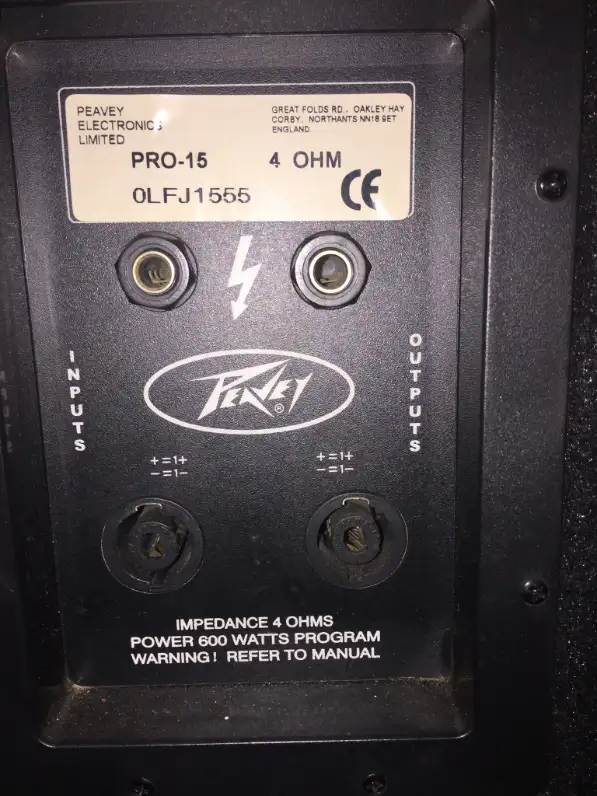 PEAVEY
ELECTRONICS
LIMITED
GREAT FOLDS RD., OAKLEY HAY
CORBY, NORTHANTS NN18 9ET
ENGLAND
PRO-15 4 OHM
0LFJ1555 CE
INPUTS
OUTPUTS
PEAVEY®
+=1+
-=1-
+=1+
-=1-
IMPEDANCE 4 OHMS
POWER 600 WATTS PROGRAM
WARNING! REFER TO MANUAL